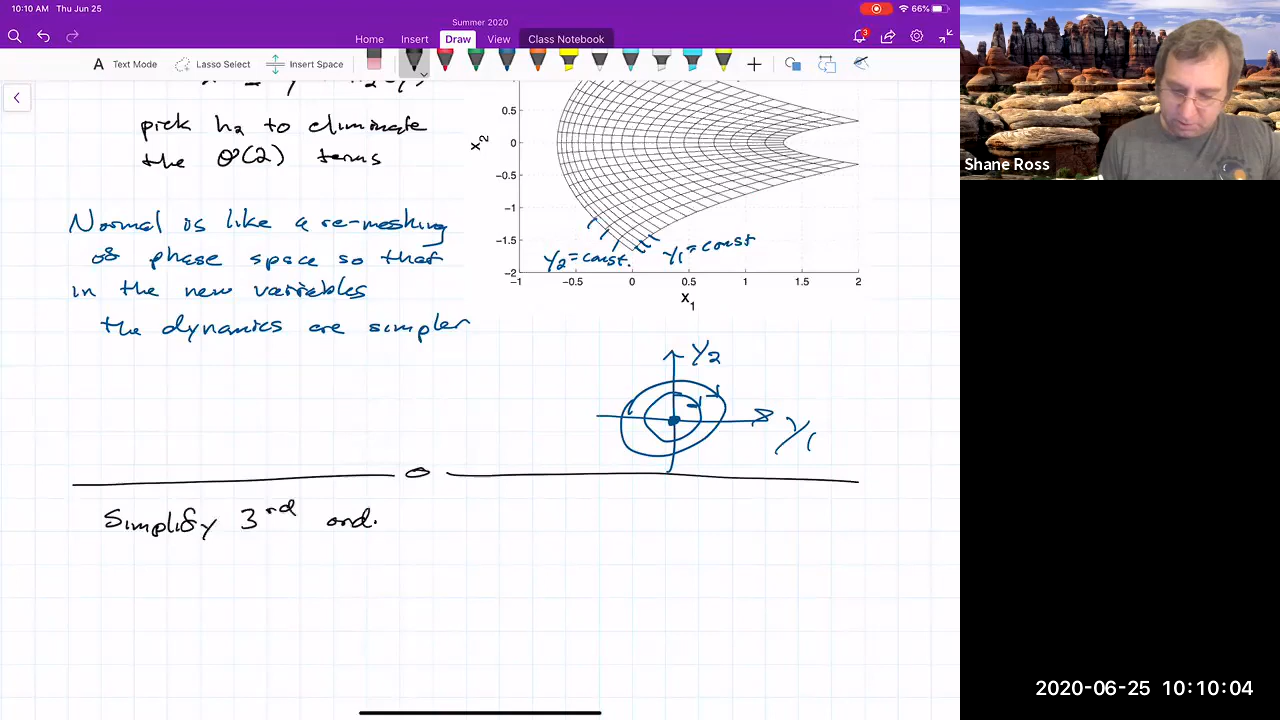 10:10 AM Thu Jun 25
66%
Summer 2020
Home Insert Draw View Class Notebook
3
A Text Mode Lasso Select Insert Space
pick h2 to eliminate
the O(2) terms
Normal is like a re-meshing
of phase space so that
in the new variables
the dynamics are simpler
0.5
0
-0.5
-1
-1.5
-2
x2
-1 -0.5 0 0.5 1 1.5 2
x1
y2=const. y1=const
y2
y1
Simplify 3rd ord.
Shane Ross
2020-06-25 10:10:04